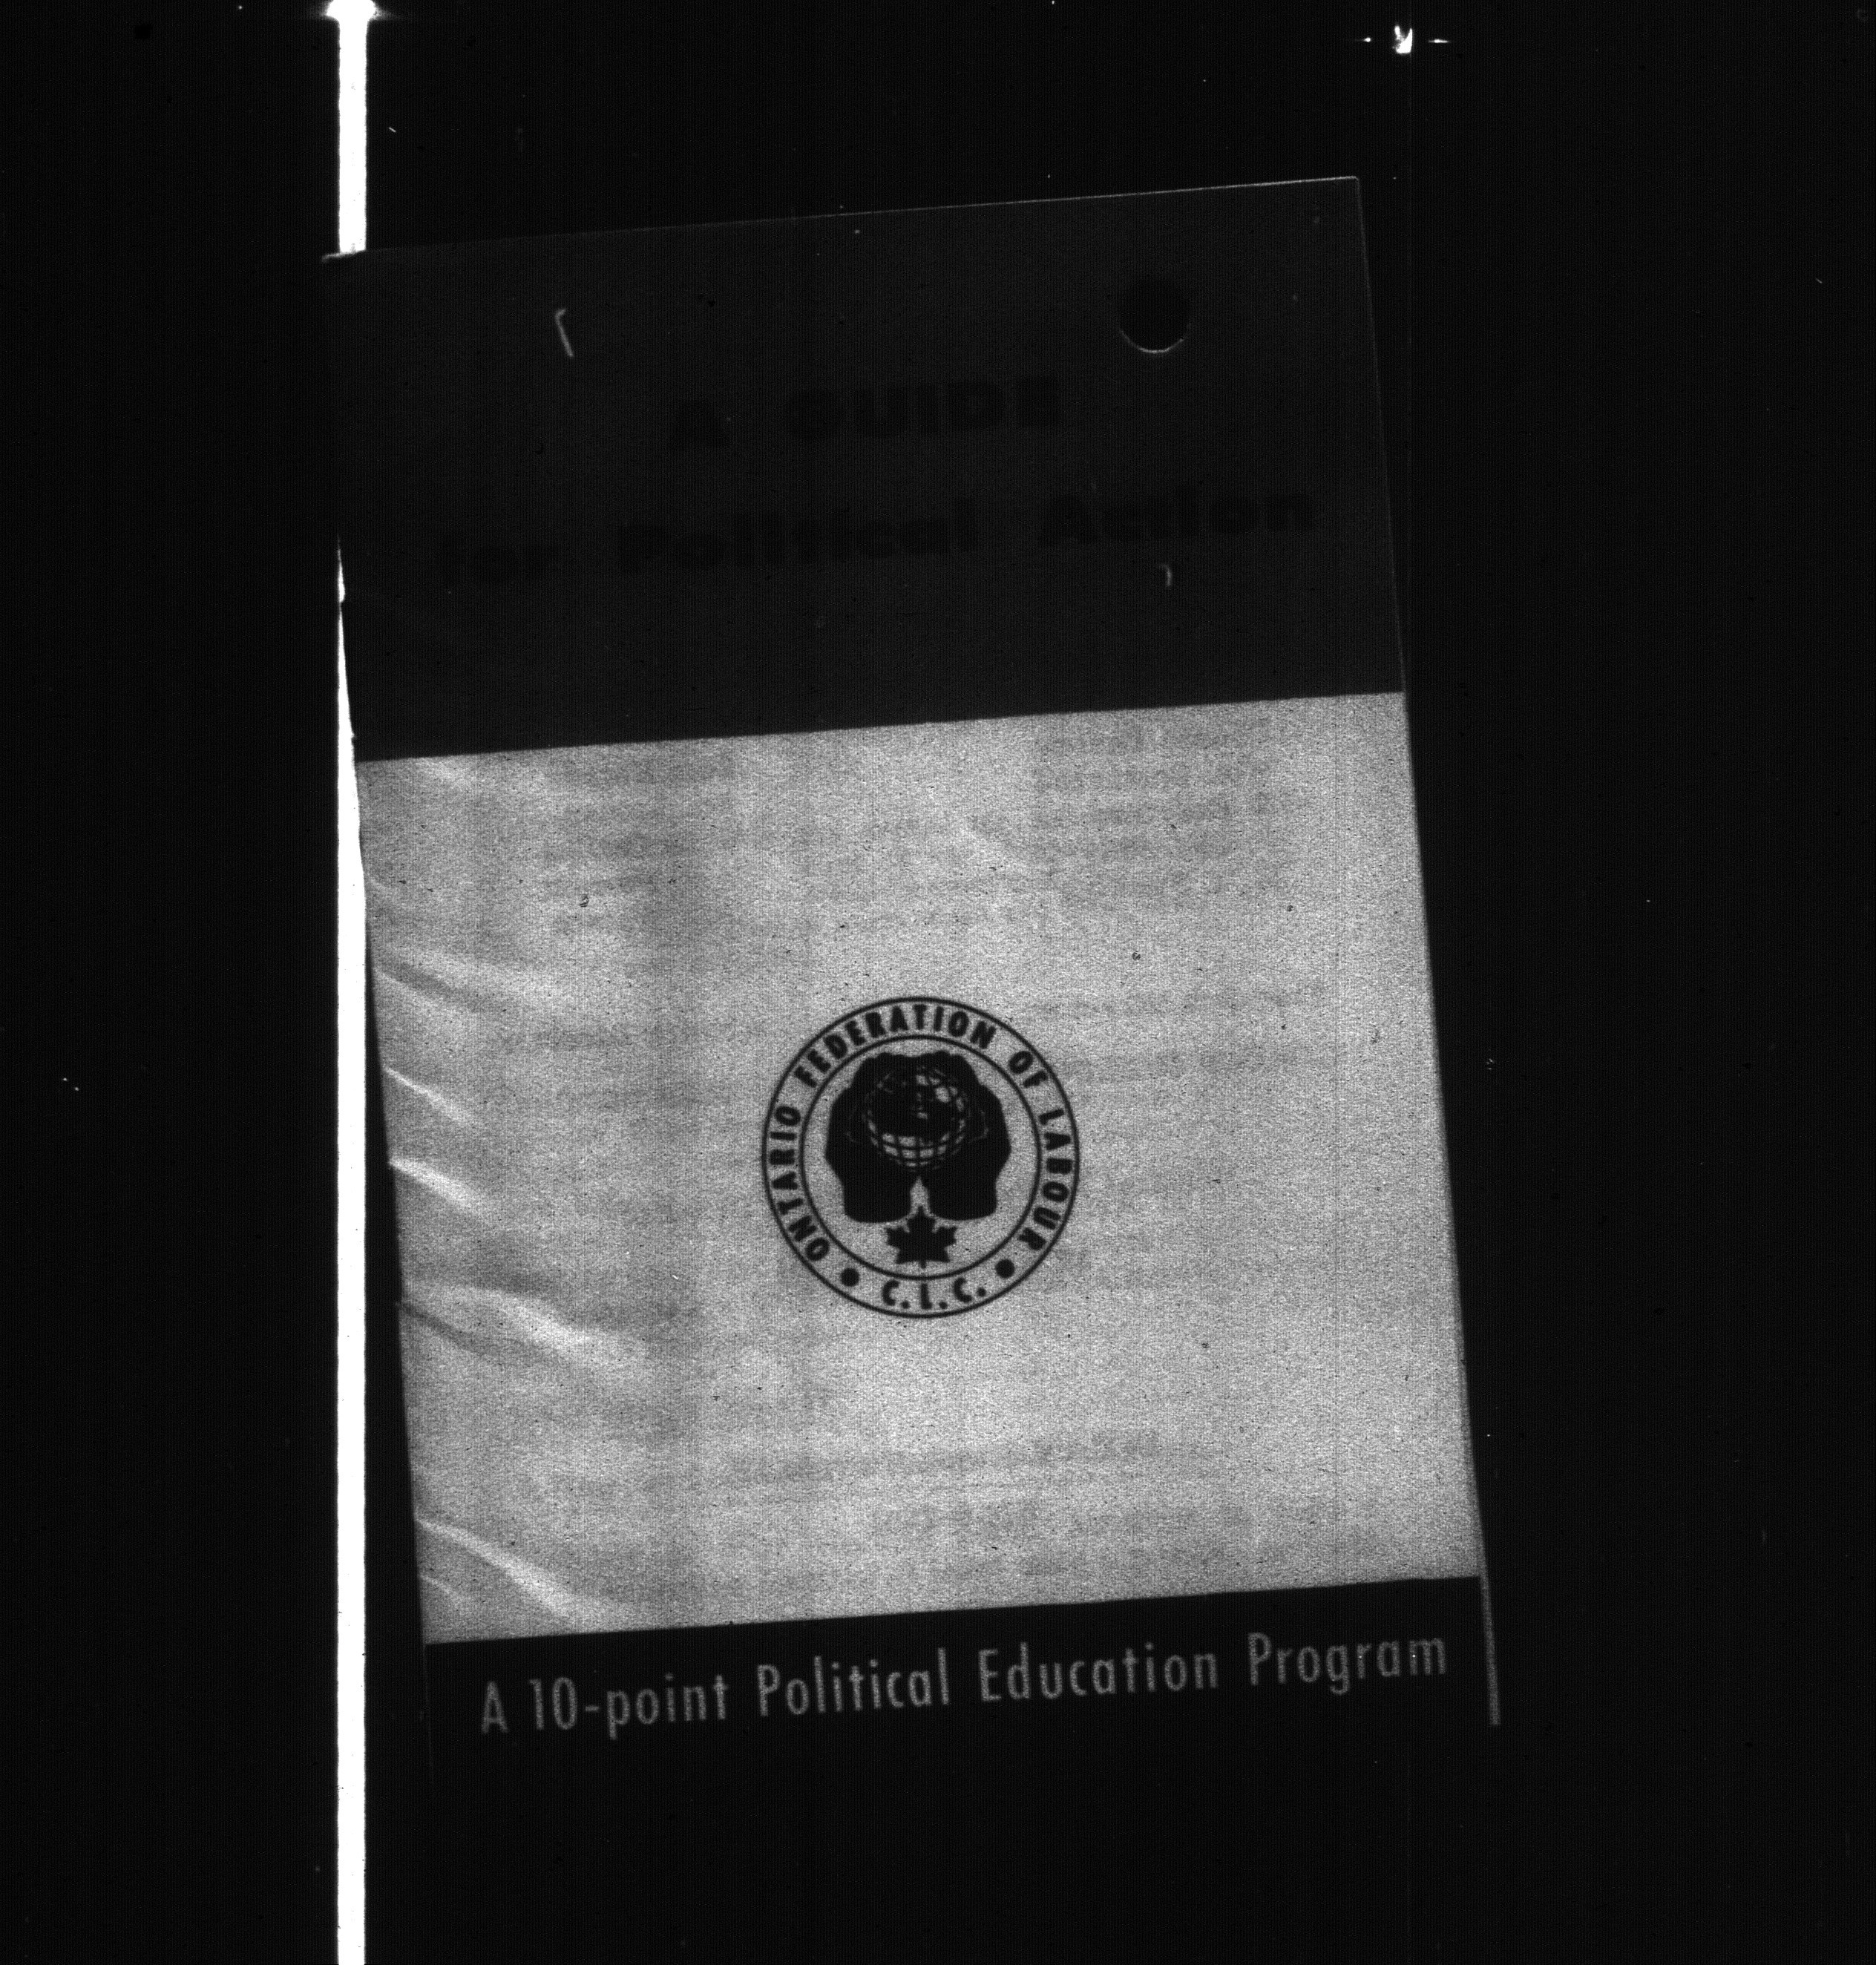 A GUIDE
for Political Action
ONTARIO FEDERATION OF LABOUR
C.L.C.
A 10-point Political Education Program